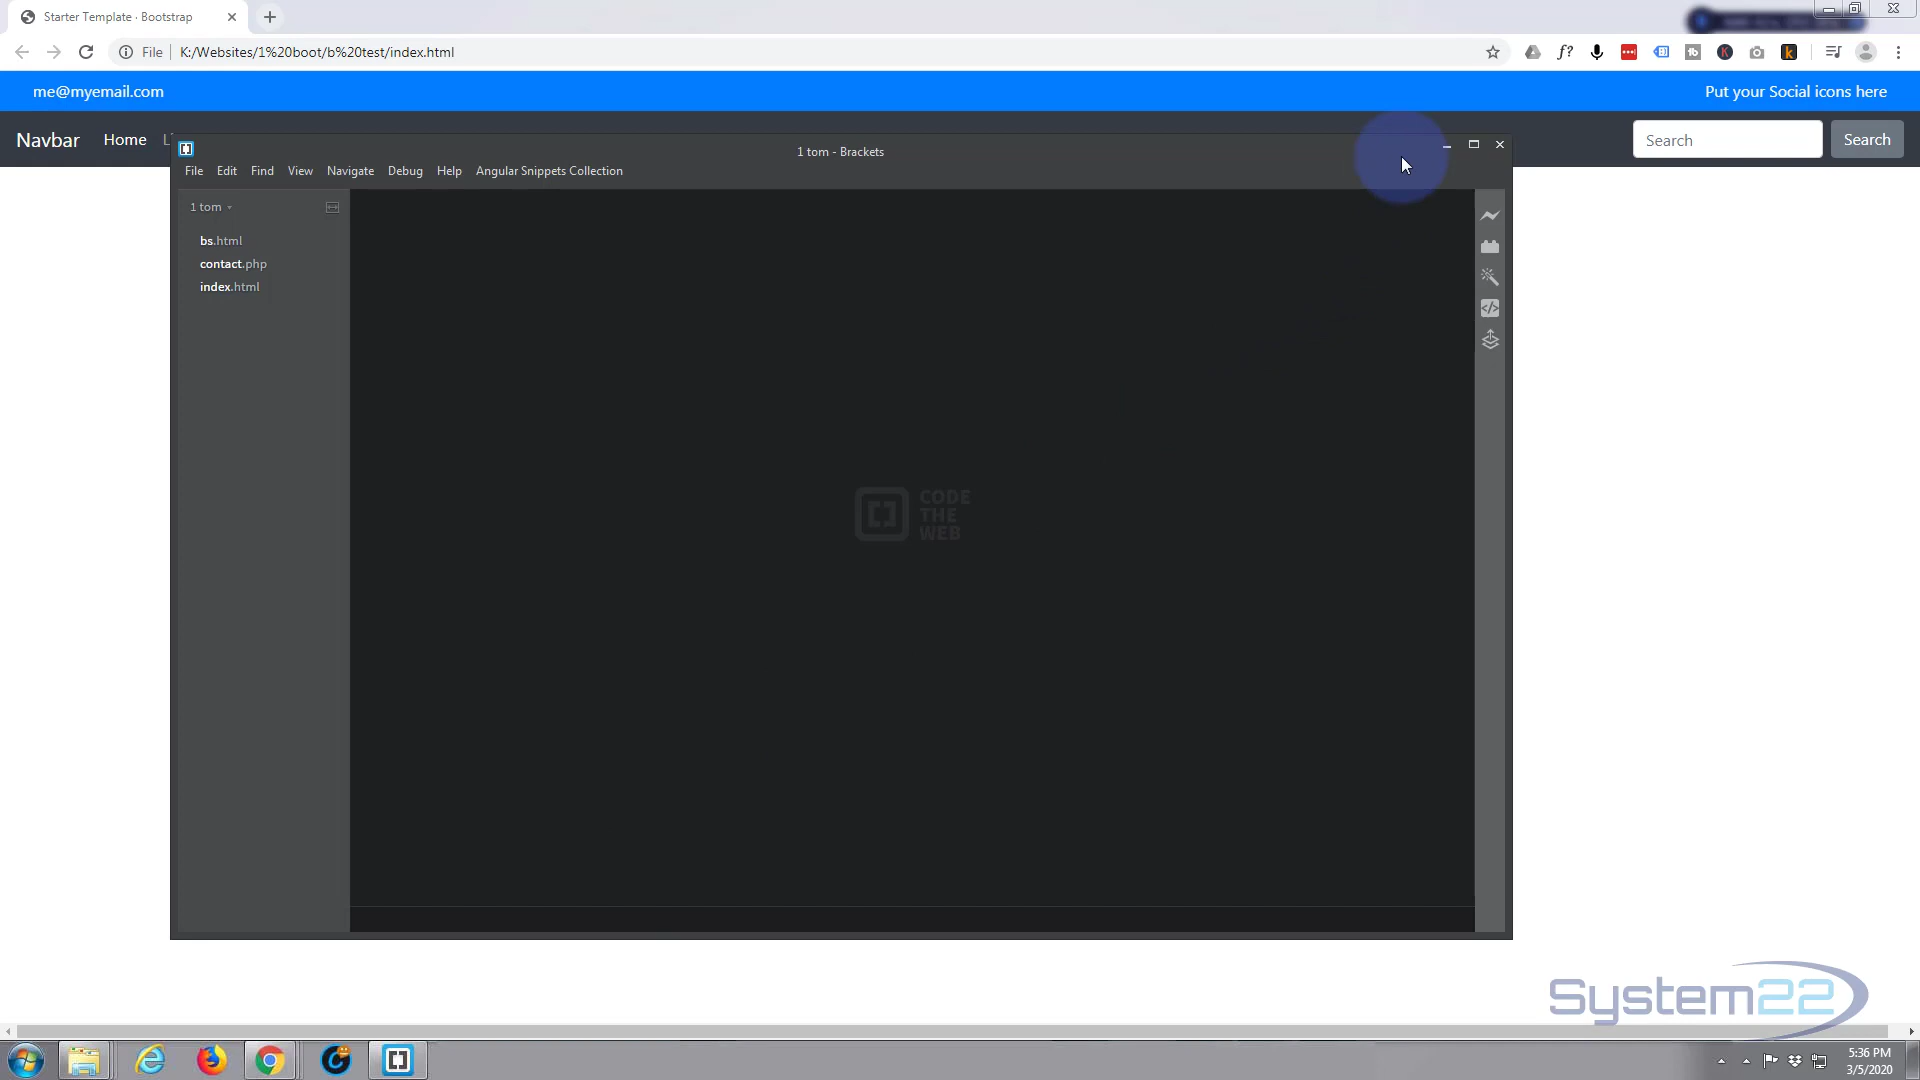 Starter Template · Bootstrap
File K:/Websites/1%20boot/b%20test/index.html
me@myemail.com Put your Social icons here
Navbar Home Search Search
1 tom - Brackets
File Edit Find View Navigate Debug Help Angular Snippets Collection
1 tom
bs.html
contact.php
index.html
CODE
THE
WEB
System22
5:36 PM
3/5/2020